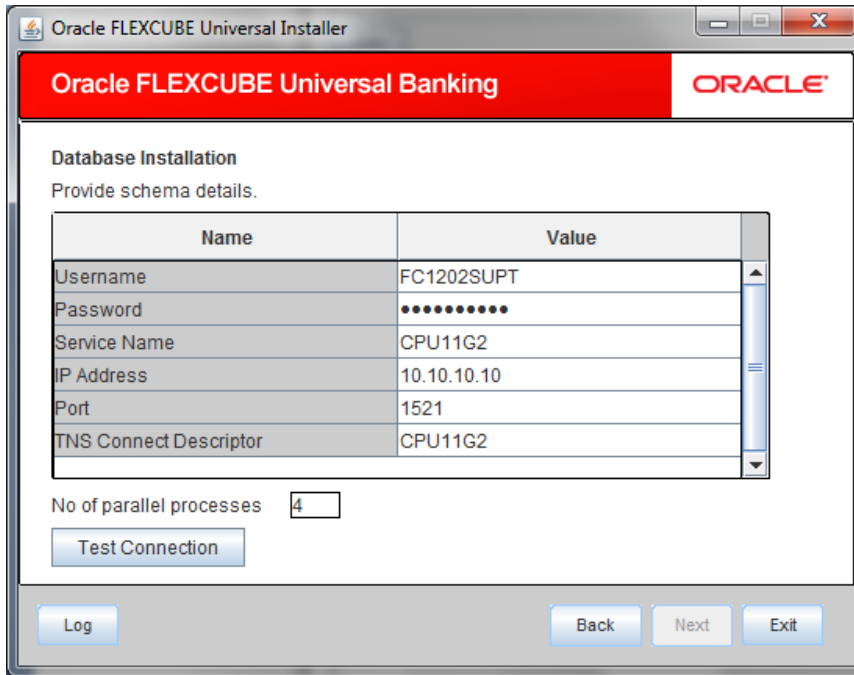 Oracle FLEXCUBE Universal Installer
Oracle FLEXCUBE Universal Banking
ORACLE
Database Installation
Provide schema details.
Name Value
Username FC1202SUPT
Password ••••••••••
Service Name CPU11G2
IP Address 10.10.10.10
Port 1521
TNS Connect Descriptor CPU11G2
No of parallel processes 4
Test Connection
Log Back Next Exit